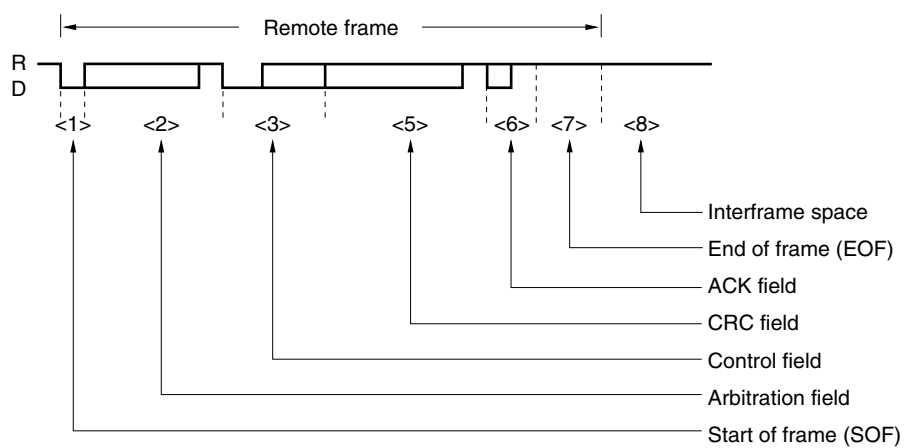 Remote frame
R
D
<1> <2> <3> <5> <6> <7> <8>
Interframe space
End of frame (EOF)
ACK field
CRC field
Control field
Arbitration field
Start of frame (SOF)